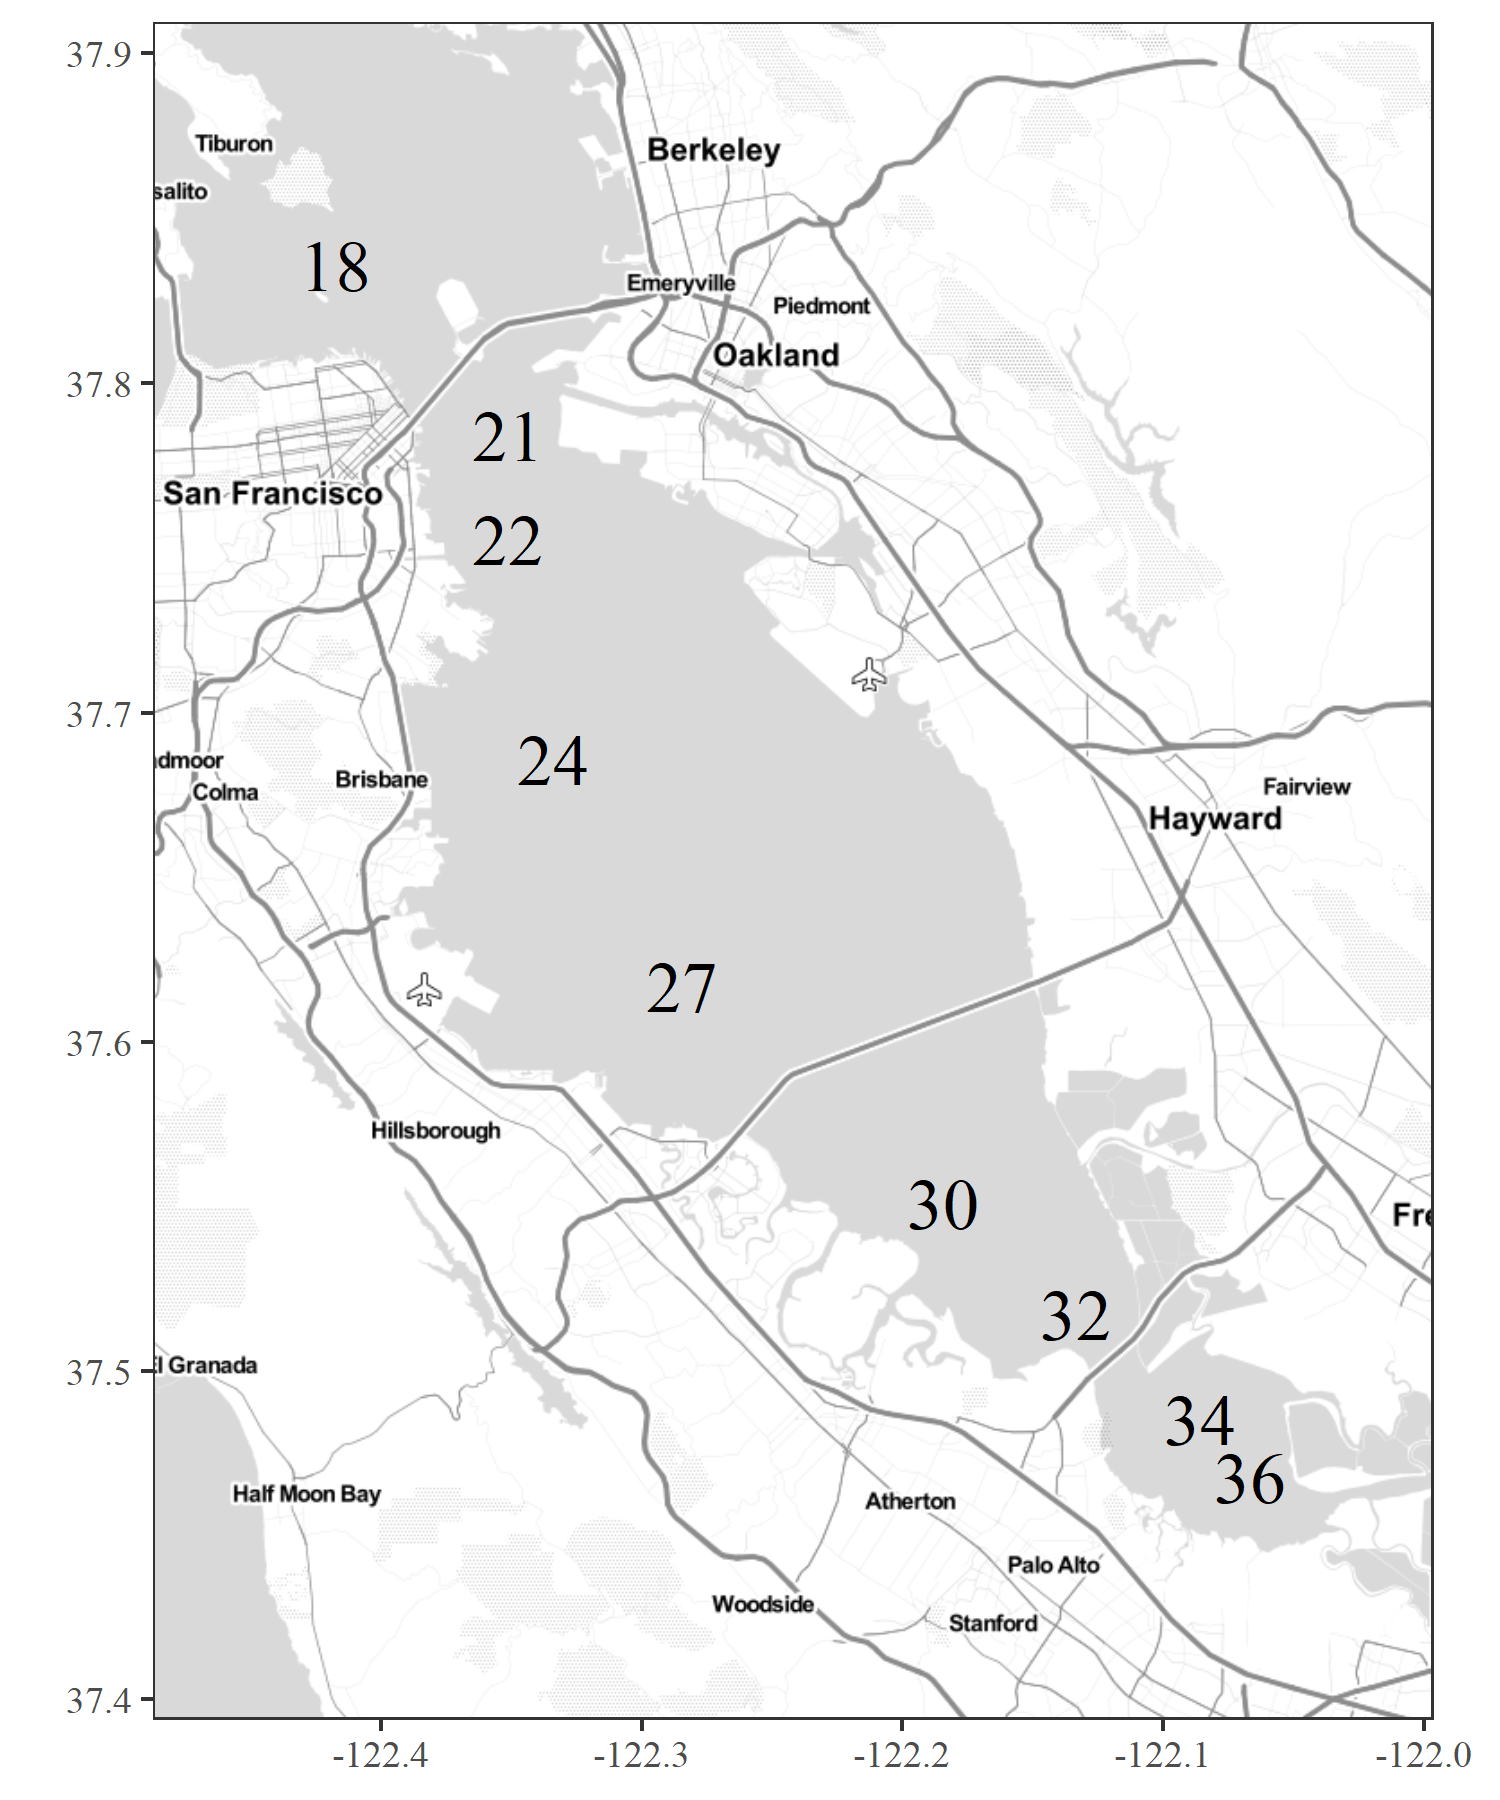 37.9
Tiburon
Berkeley
salito
18
Emeryville
Piedmont
Oakland
37.8
21
San Francisco
22
37.7
24
admoor
Brisbane
Colma
Fairview
Hayward
27
37.6
Hillsborough
30
Fre
32
37.5
El Granada
34
36
Half Moon Bay
Atherton
Palo Alto
Woodside
Stanford
37.4
-122.4 -122.3 -122.2 -122.1 -122.0